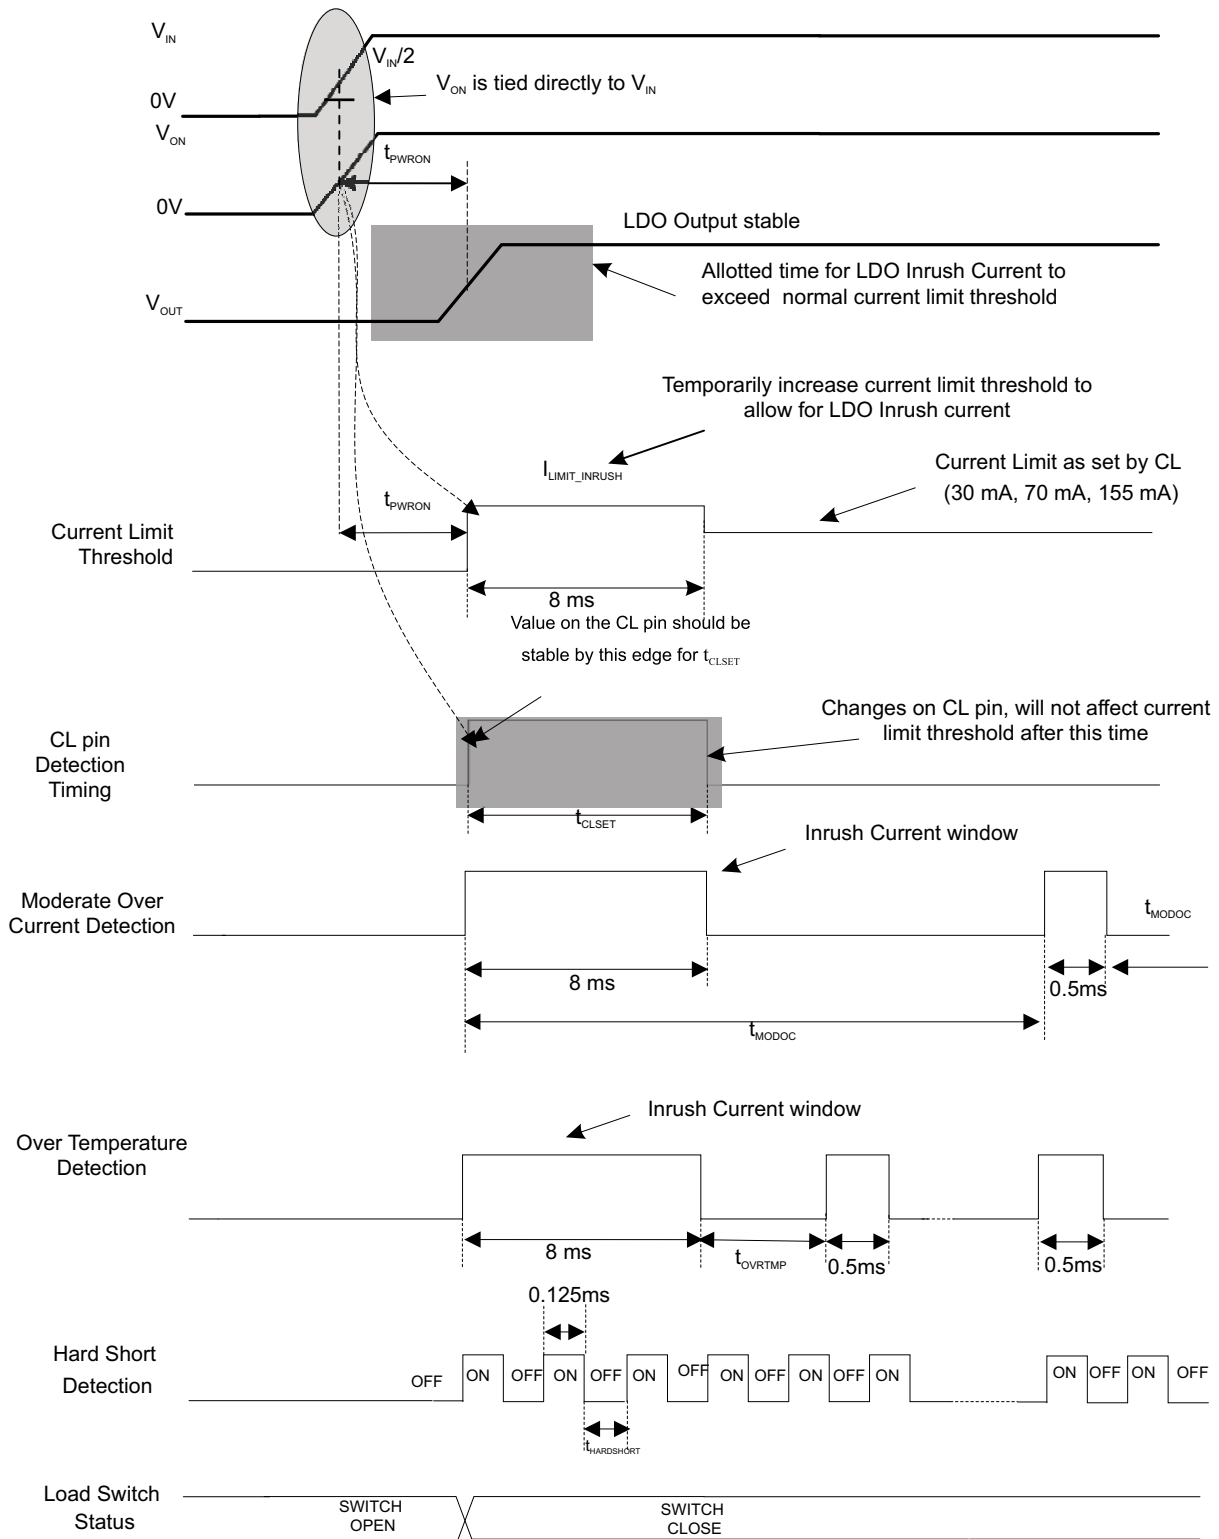 V_IN
V_IN/2
V_ON is tied directly to V_IN
0V
V_ON
t_PWRON
0V
LDO Output stable
Allotted time for LDO Inrush Current to
exceed normal current limit threshold
V_OUT
Temporarily increase current limit threshold to
allow for LDO Inrush current
I_LIMIT_INRUSH
Current Limit as set by CL
(30 mA, 70 mA, 155 mA)
t_PWRON
Current Limit
Threshold
8 ms
Value on the CL pin should be
stable by this edge for t_CLSET
Changes on CL pin, will not affect current
limit threshold after this time
CL pin
Detection
Timing
t_CLSET
Inrush Current window
Moderate Over
Current Detection
t_MODOC
8 ms
0.5ms
t_MODOC
Inrush Current window
Over Temperature
Detection
8 ms
t_OVRTMP
0.5ms
0.5ms
0.125ms
Hard Short
Detection
OFF ON OFF ON OFF ON OFF ON OFF ON OFF ON ON OFF ON OFF
t_HARDSHORT
Load Switch
Status
SWITCH
OPEN
SWITCH
CLOSE